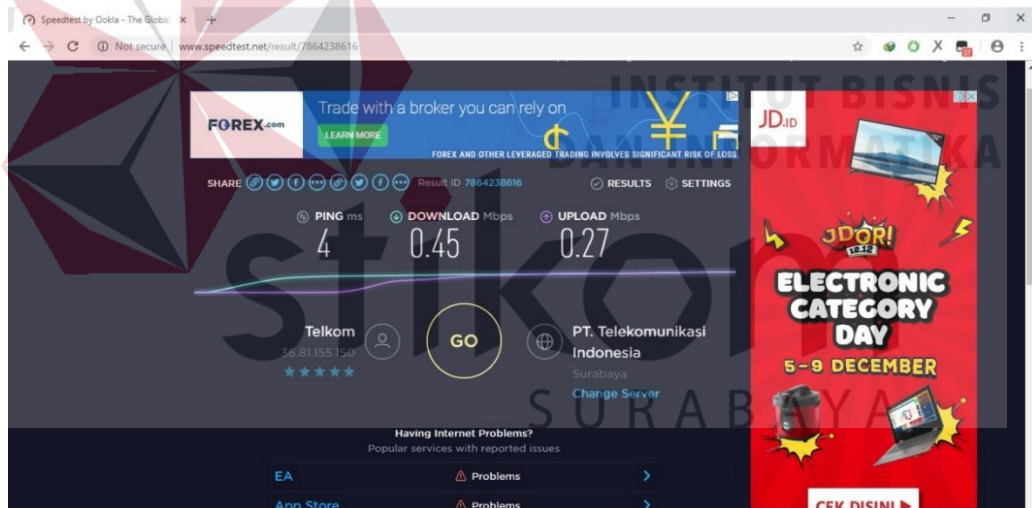 Speedtest by Ookla - The Global
Not secure | www.speedtest.net/result/7864238616
INSTITUT BISNIS
DAN INFORMATIKA
stikom
SURABAYA
FOREX.com
Trade with a broker you can rely on
LEARN MORE
FOREX AND OTHER LEVERAGED TRADING INVOLVES SIGNIFICANT RISK OF LOSS
SHARE Result ID 7864238616 RESULTS SETTINGS
PING ms DOWNLOAD Mbps UPLOAD Mbps
4 0.45 0.27
Telkom
36.81.155.150
GO
PT. Telekomunikasi
Indonesia
Surabaya
Change Server
Having Internet Problems?
Popular services with reported issues
EA Problems
App Store Problems
JD.ID
JDOR!
12.12
ELECTRONIC
CATEGORY
DAY
5-9 DECEMBER
CEK DISINI